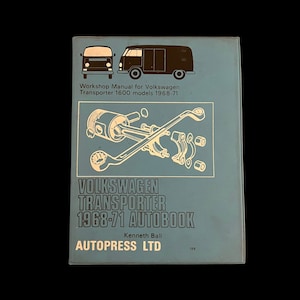 Workshop Manual for Volkswagen
Transporter 1600 models 1968-71
VOLKSWAGEN
TRANSPORTER
1968-71 AUTOBOOK
Kenneth Ball
AUTOPRESS LTD